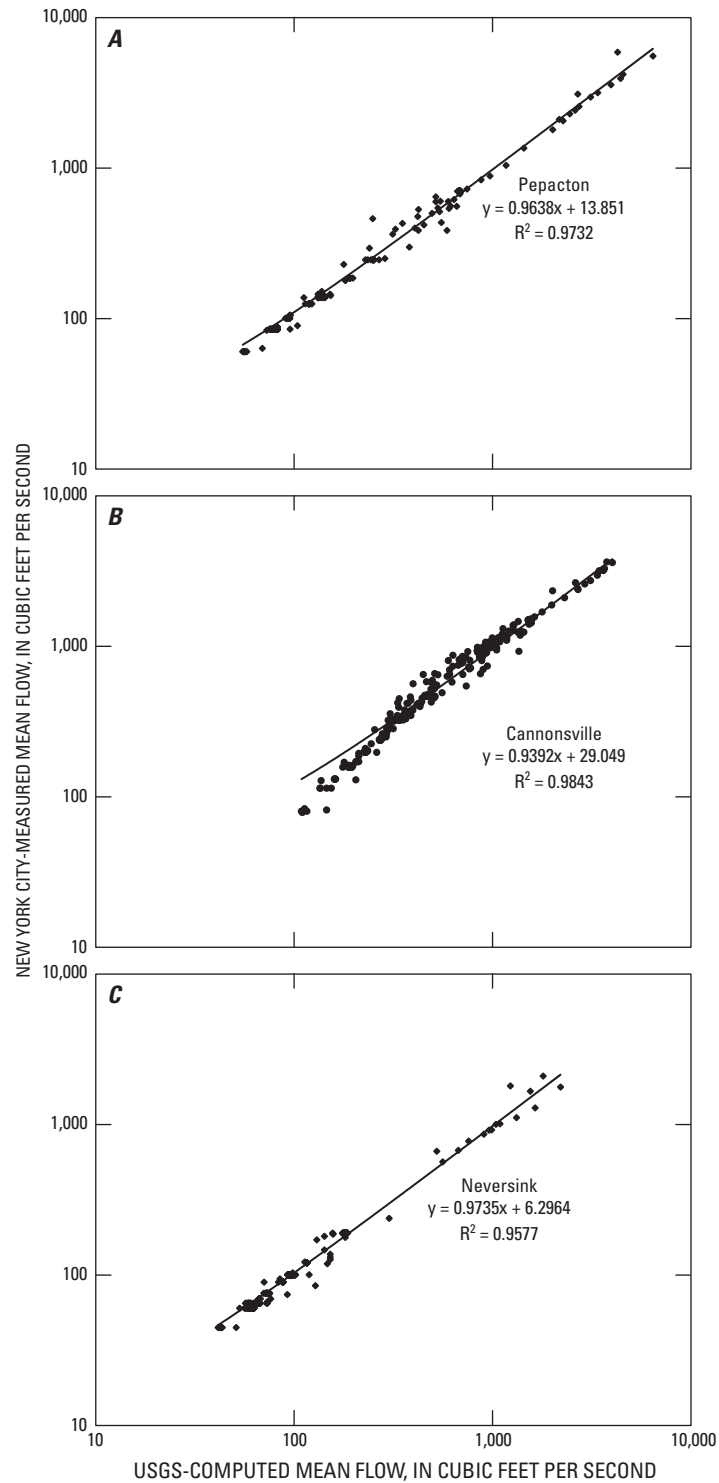 NEW YORK CITY-MEASURED MEAN FLOW, IN CUBIC FEET PER SECOND
10,000
A
1,000
Pepacton
y = 0.9638x + 13.851
R² = 0.9732
100
10
10,000
B
1,000
Cannonsville
y = 0.9392x + 29.049
R² = 0.9843
100
10
10,000
C
1,000
Neversink
y = 0.9735x + 6.2964
R² = 0.9577
100
10
10 100 1,000 10,000
USGS-COMPUTED MEAN FLOW, IN CUBIC FEET PER SECOND